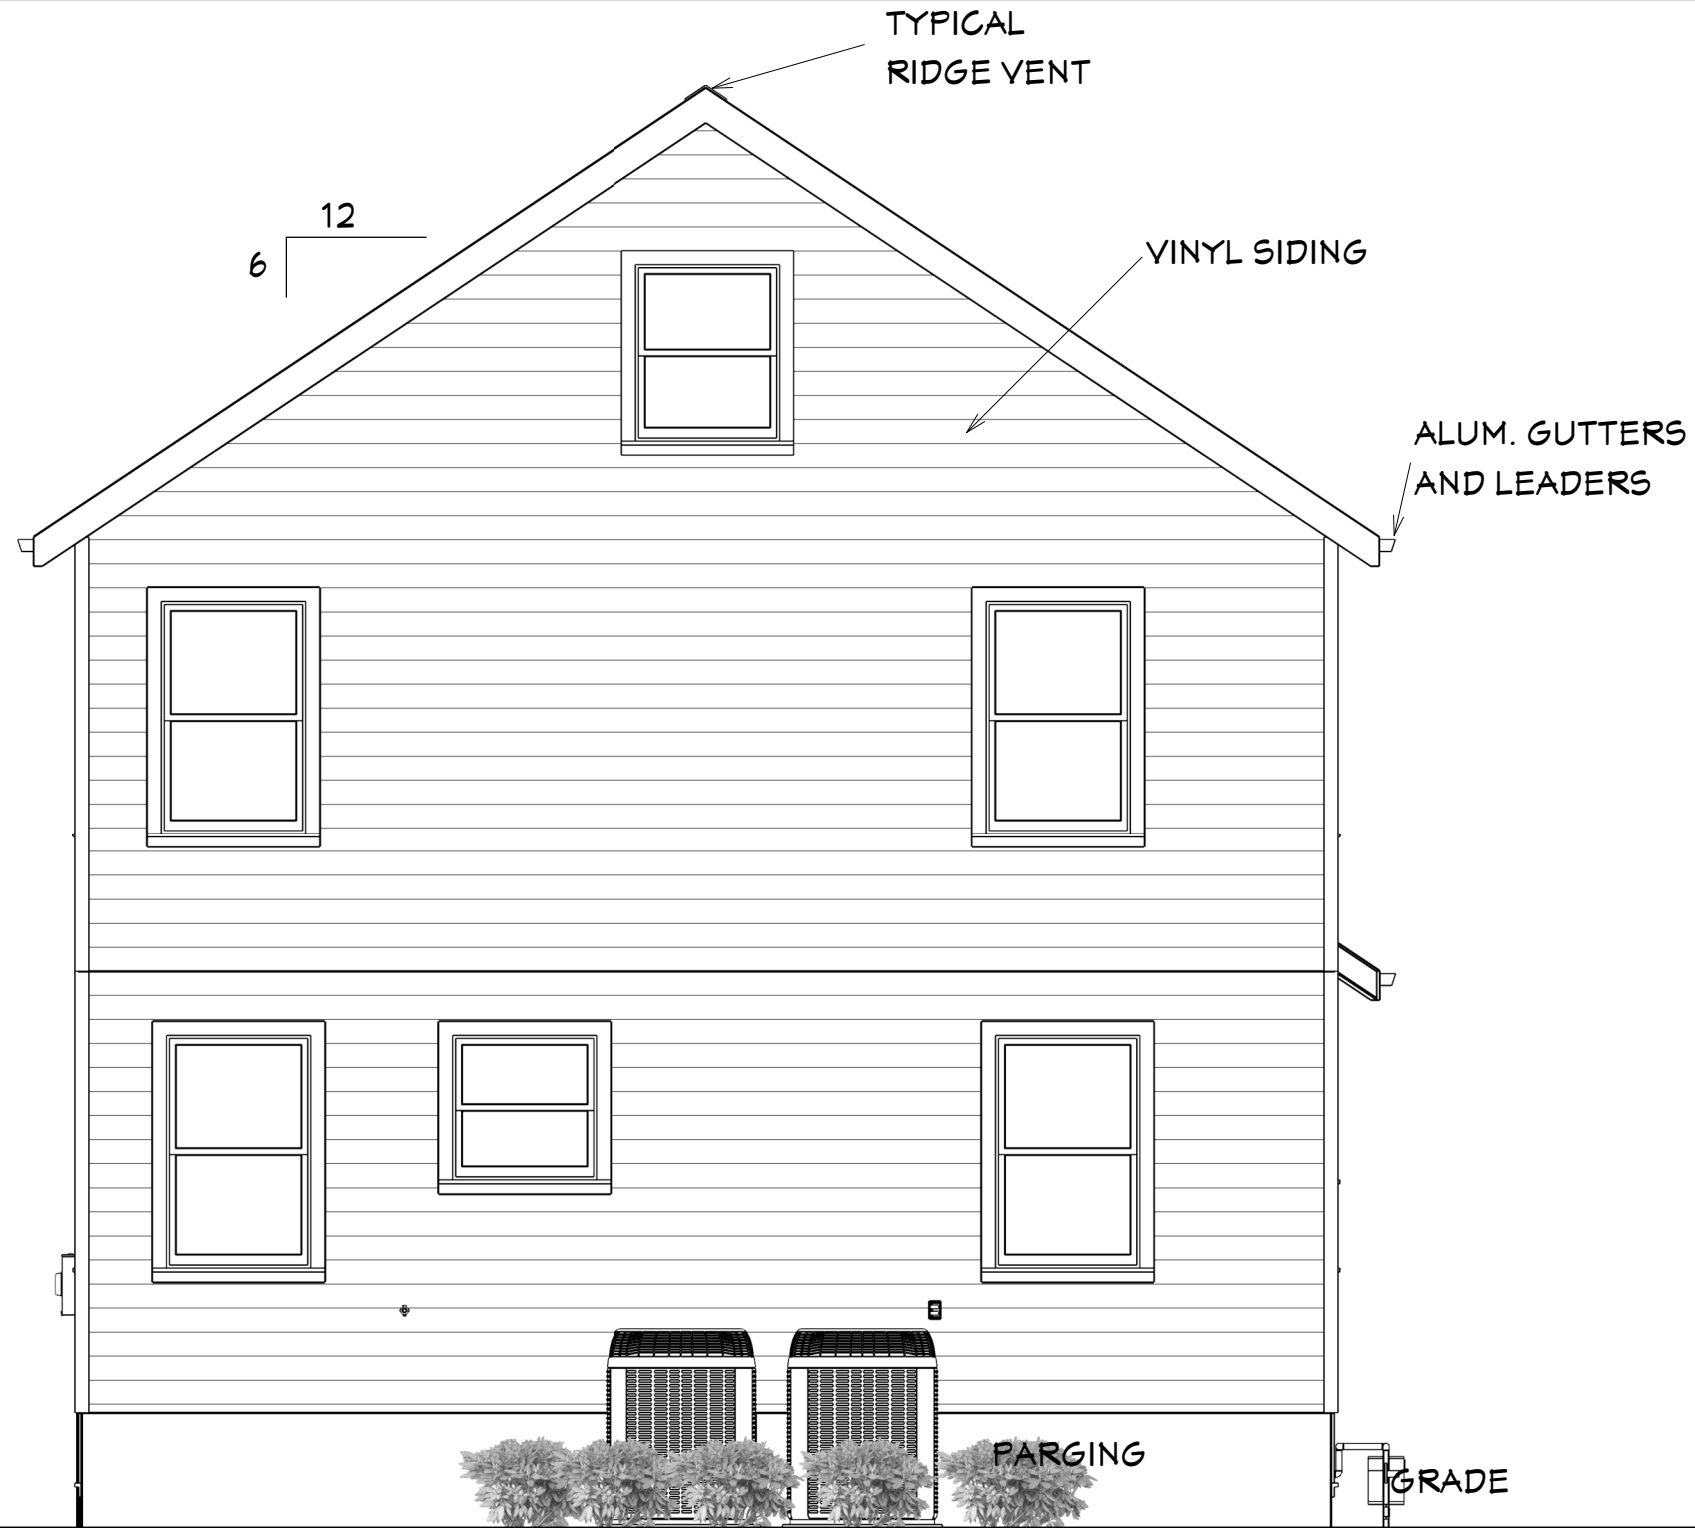 TYPICAL
RIDGE VENT
12
6
VINYL SIDING
ALUM. GUTTERS
AND LEADERS
PARGING
GRADE